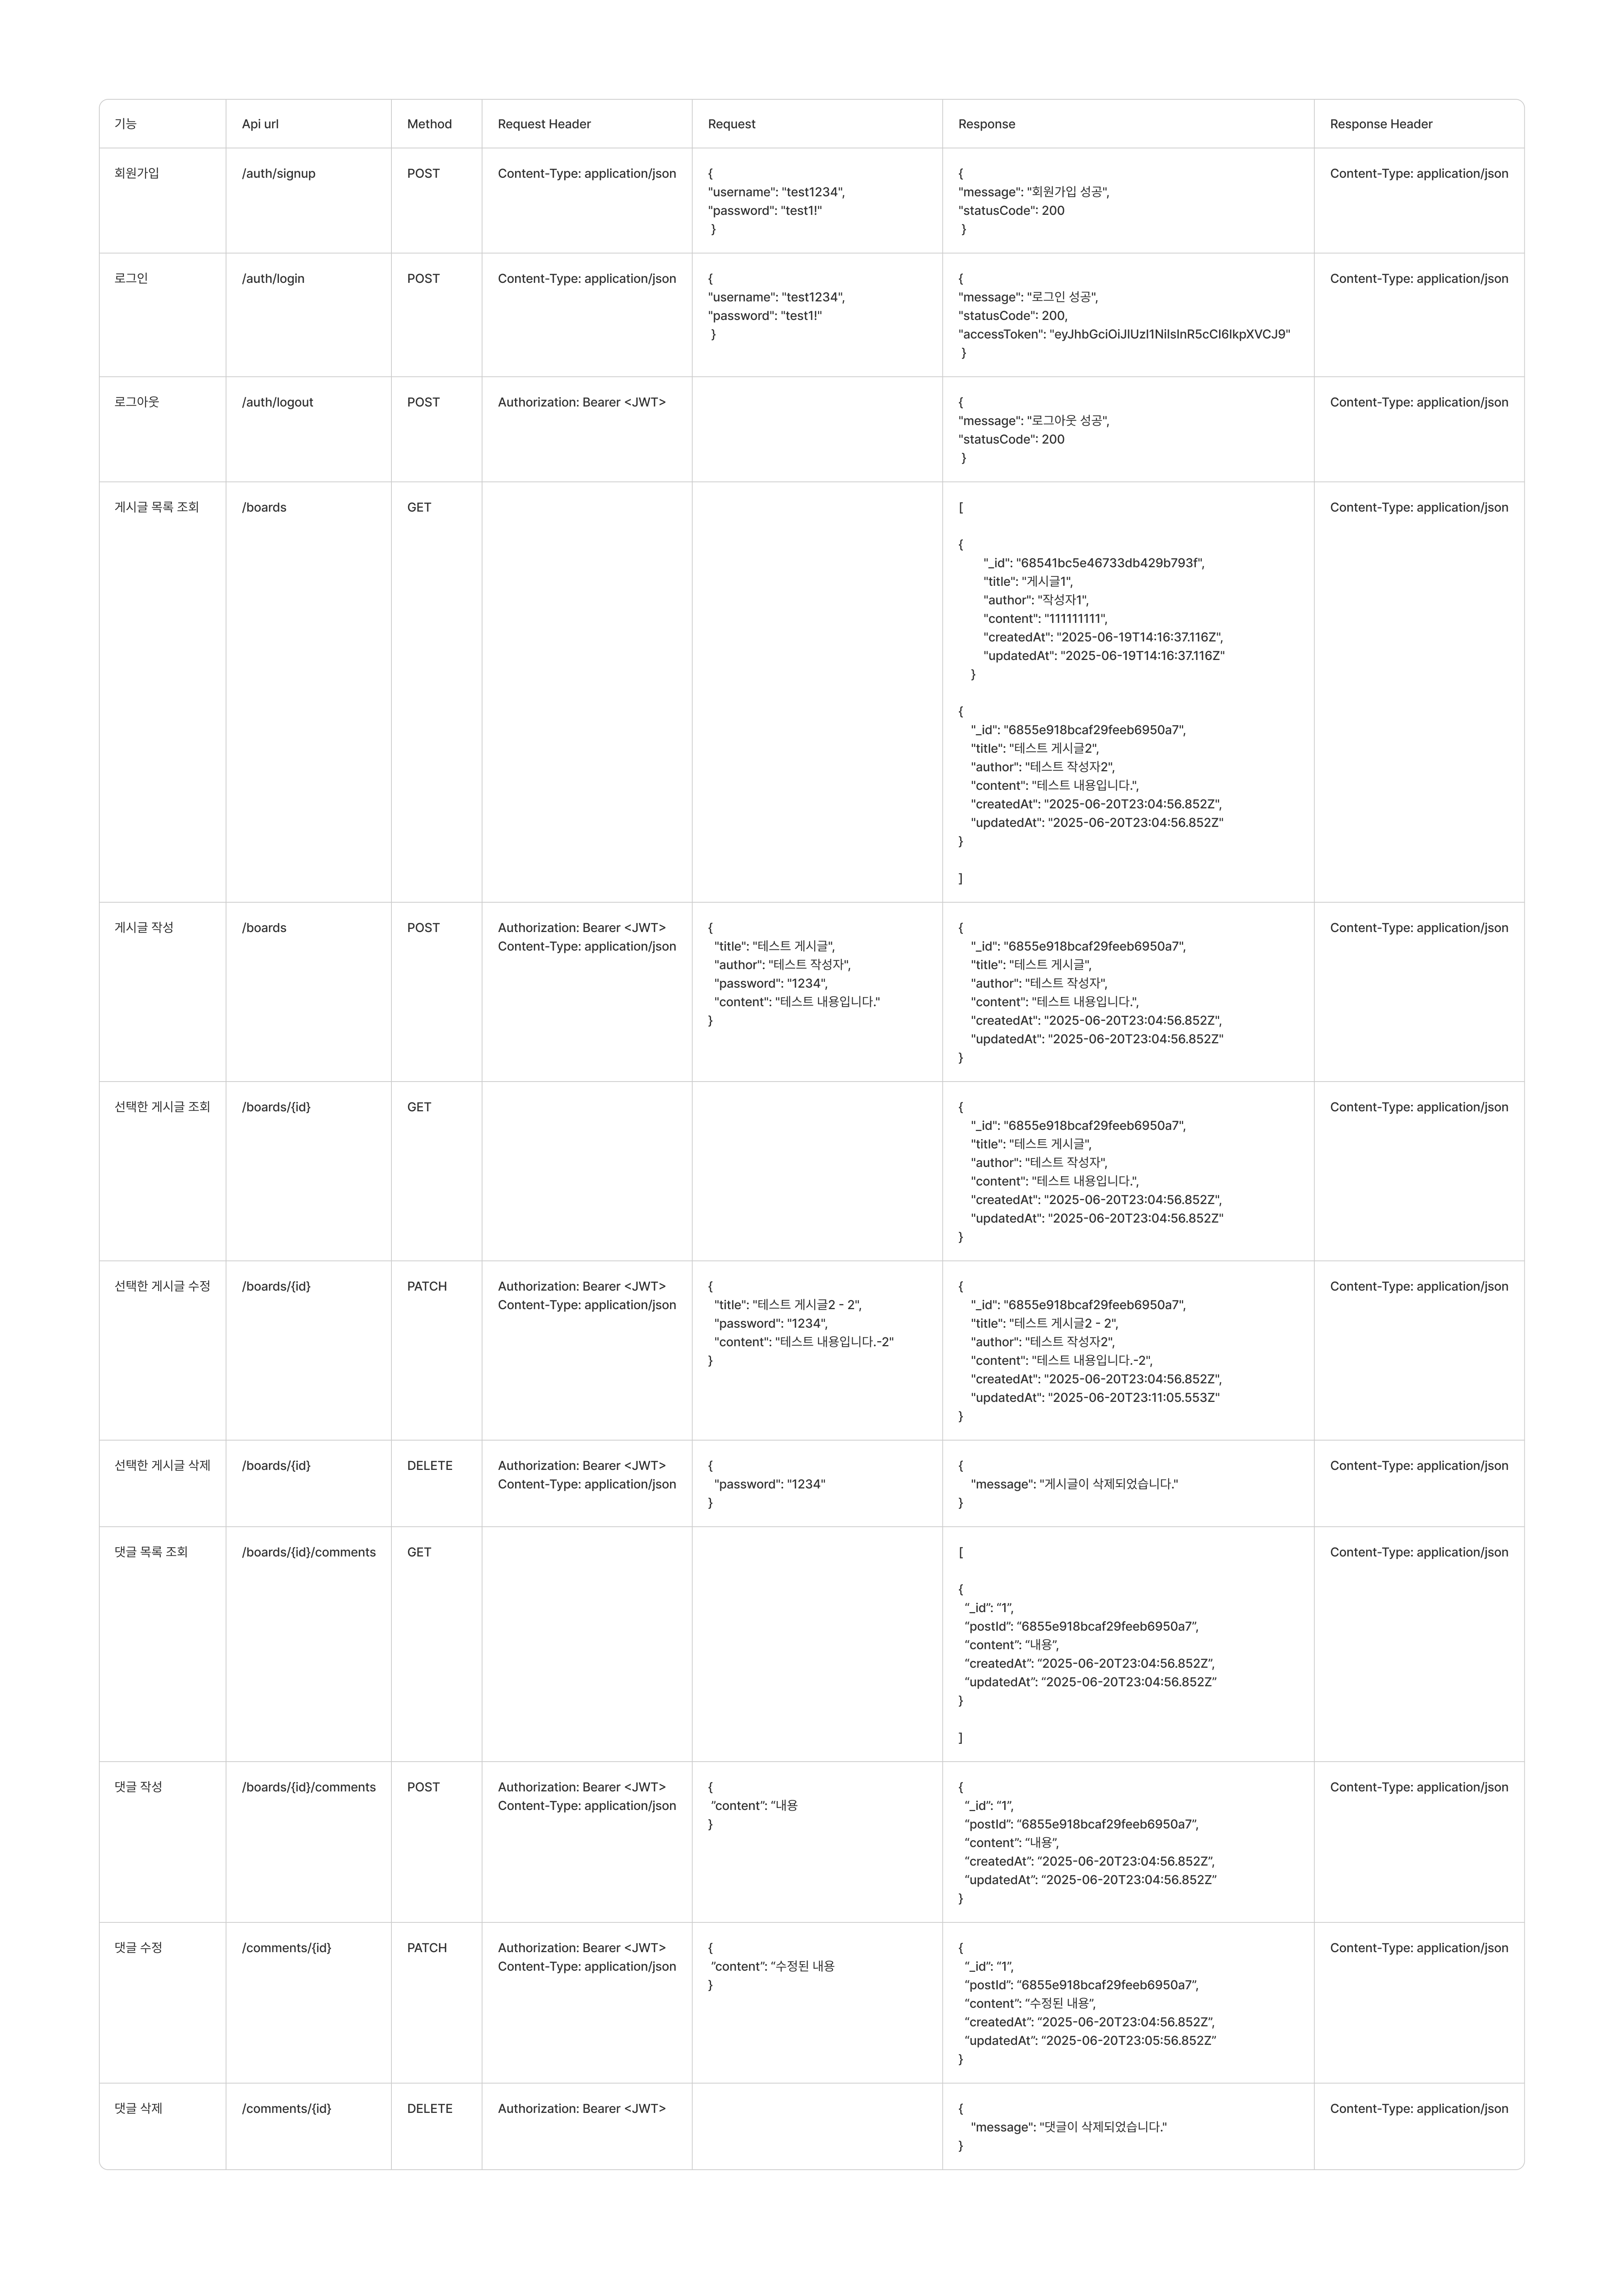 기능 Api url Method Request Header Request Response Response Header
회원가입 /auth/signup POST Content-Type: application/json { { Content-Type: application/json
"username": "test1234", "message": "회원가입 성공",
"password": "test1!" "statusCode": 200
} }
로그인 /auth/login POST Content-Type: application/json { { Content-Type: application/json
"username": "test1234", "message": "로그인 성공",
"password": "test1!" "statusCode": 200,
} "accessToken": "eyJhbGciOiJIUzI1NiIsInR5cCI6IkpXVCJ9"
}
로그아웃 /auth/logout POST Authorization: Bearer <JWT> { Content-Type: application/json
"message": "로그아웃 성공",
"statusCode": 200
}
게시글 목록 조회 /boards GET [ Content-Type: application/json
{
"_id": "68541bc5e46733db429b793f",
"title": "게시글1",
"author": "작성자1",
"content": "111111111",
"createdAt": "2025-06-19T14:16:37.116Z",
"updatedAt": "2025-06-19T14:16:37.116Z"
}
{
"_id": "6855e918bcaf29feeb6950a7",
"title": "테스트 게시글2",
"author": "테스트 작성자2",
"content": "테스트 내용입니다.",
"createdAt": "2025-06-20T23:04:56.852Z",
"updatedAt": "2025-06-20T23:04:56.852Z"
}
]
게시글 작성 /boards POST Authorization: Bearer <JWT> { { Content-Type: application/json
Content-Type: application/json "title": "테스트 게시글", "_id": "6855e918bcaf29feeb6950a7",
"author": "테스트 작성자", "title": "테스트 게시글",
"password": "1234", "author": "테스트 작성자",
"content": "테스트 내용입니다." "content": "테스트 내용입니다.",
} "createdAt": "2025-06-20T23:04:56.852Z",
"updatedAt": "2025-06-20T23:04:56.852Z"
}
선택한 게시글 조회 /boards/{id} GET { Content-Type: application/json
"_id": "6855e918bcaf29feeb6950a7",
"title": "테스트 게시글",
"author": "테스트 작성자",
"content": "테스트 내용입니다.",
"createdAt": "2025-06-20T23:04:56.852Z",
"updatedAt": "2025-06-20T23:04:56.852Z"
}
선택한 게시글 수정 /boards/{id} PATCH Authorization: Bearer <JWT> { { Content-Type: application/json
Content-Type: application/json "title": "테스트 게시글2 - 2", "_id": "6855e918bcaf29feeb6950a7",
"password": "1234", "title": "테스트 게시글2 - 2",
"content": "테스트 내용입니다.-2" "author": "테스트 작성자2",
} "content": "테스트 내용입니다.-2",
"createdAt": "2025-06-20T23:04:56.852Z",
"updatedAt": "2025-06-20T23:11:05.553Z"
}
선택한 게시글 삭제 /boards/{id} DELETE Authorization: Bearer <JWT> { { Content-Type: application/json
Content-Type: application/json "password": "1234" "message": "게시글이 삭제되었습니다."
} }
댓글 목록 조회 /boards/{id}/comments GET [ Content-Type: application/json
{
“_id”: “1”,
“postId”: “6855e918bcaf29feeb6950a7”,
“content”: “내용”,
“createdAt”: “2025-06-20T23:04:56.852Z”,
“updatedAt”: “2025-06-20T23:04:56.852Z”
}
]
댓글 작성 /boards/{id}/comments POST Authorization: Bearer <JWT> { { Content-Type: application/json
Content-Type: application/json ”content”: “내용 “_id”: “1”,
} “postId”: “6855e918bcaf29feeb6950a7”,
“content”: “내용”,
“createdAt”: “2025-06-20T23:04:56.852Z”,
“updatedAt”: “2025-06-20T23:04:56.852Z”
}
댓글 수정 /comments/{id} PATCH Authorization: Bearer <JWT> { { Content-Type: application/json
Content-Type: application/json ”content”: “수정된 내용 “_id”: “1”,
} “postId”: “6855e918bcaf29feeb6950a7”,
“content”: “수정된 내용”,
“createdAt”: “2025-06-20T23:04:56.852Z”,
“updatedAt”: “2025-06-20T23:05:56.852Z”
}
댓글 삭제 /comments/{id} DELETE Authorization: Bearer <JWT> { Content-Type: application/json
"message": "댓글이 삭제되었습니다."
}